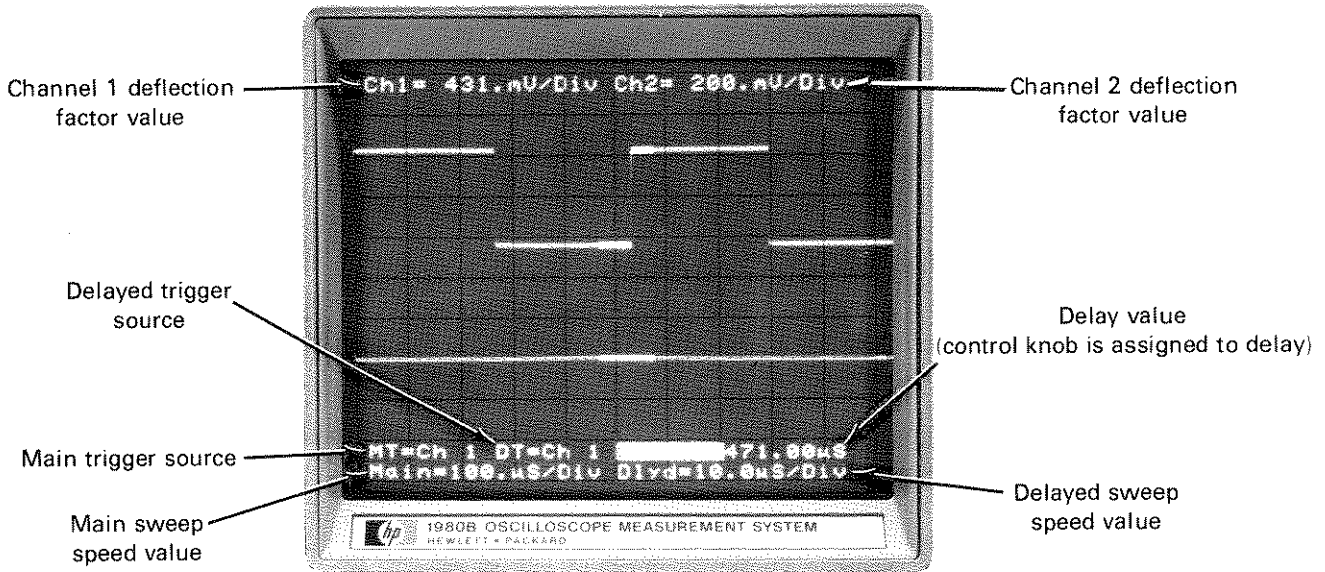 Channel 1 deflection
factor value
Ch1= 431.mV/Div Ch2= 200.mV/Div
Channel 2 deflection
factor value
Delayed trigger
source
Delay value
(control knob is assigned to delay)
Main trigger source
MT=Ch 1 DT=Ch 1 471.00µS
Main=100.µS/Div Dlyd=10.0µS/Div
Main sweep
speed value
Delayed sweep
speed value
hp 1980B OSCILLOSCOPE MEASUREMENT SYSTEM
HEWLETT • PACKARD